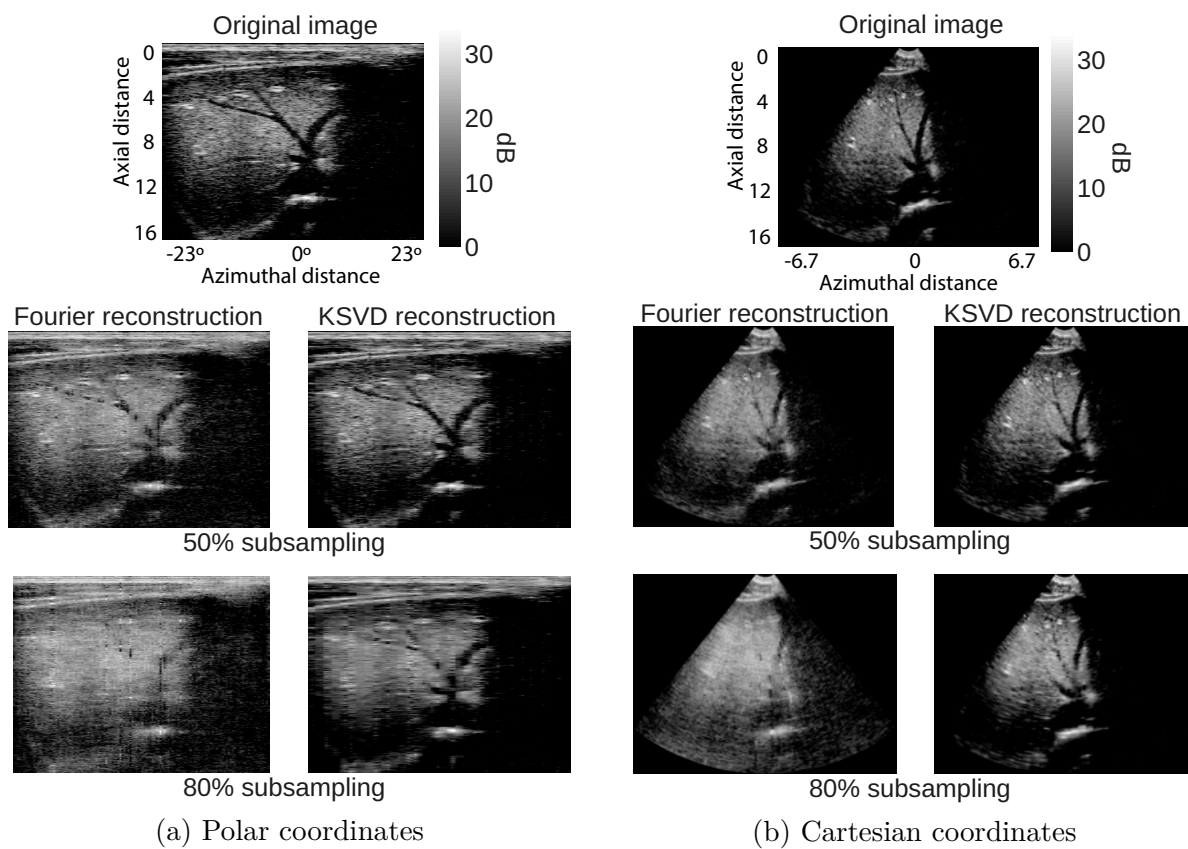 Original image
0
4
8
12
16
Axial distance
-23º
0º
23º
Azimuthal distance
30
20
10
0
dB
Fourier reconstruction
KSVD reconstruction
50% subsampling
80% subsampling
(a) Polar coordinates
Original image
0
4
8
12
16
Axial distance
-6.7
0
6.7
Azimuthal distance
30
20
10
0
dB
Fourier reconstruction
KSVD reconstruction
50% subsampling
80% subsampling
(b) Cartesian coordinates